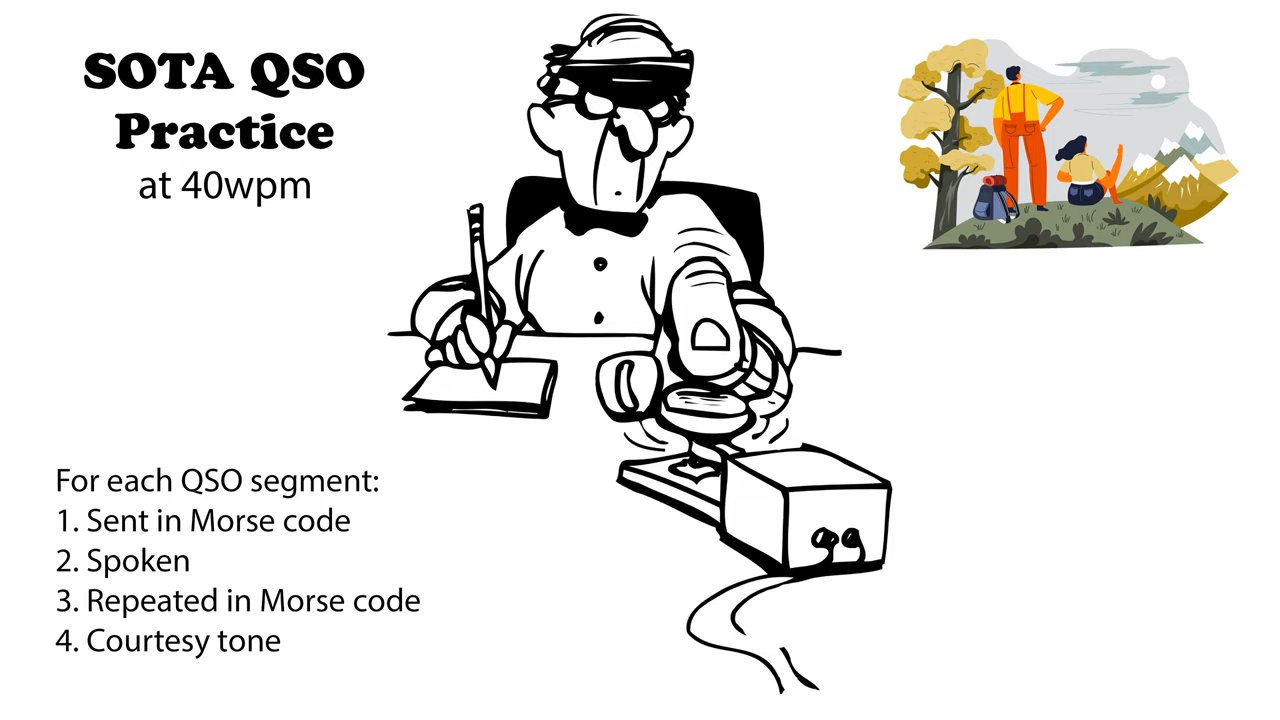 SOTA QSO
Practice
at 40wpm
For each QSO segment:
1. Sent in Morse code
2. Spoken
3. Repeated in Morse code
4. Courtesy tone